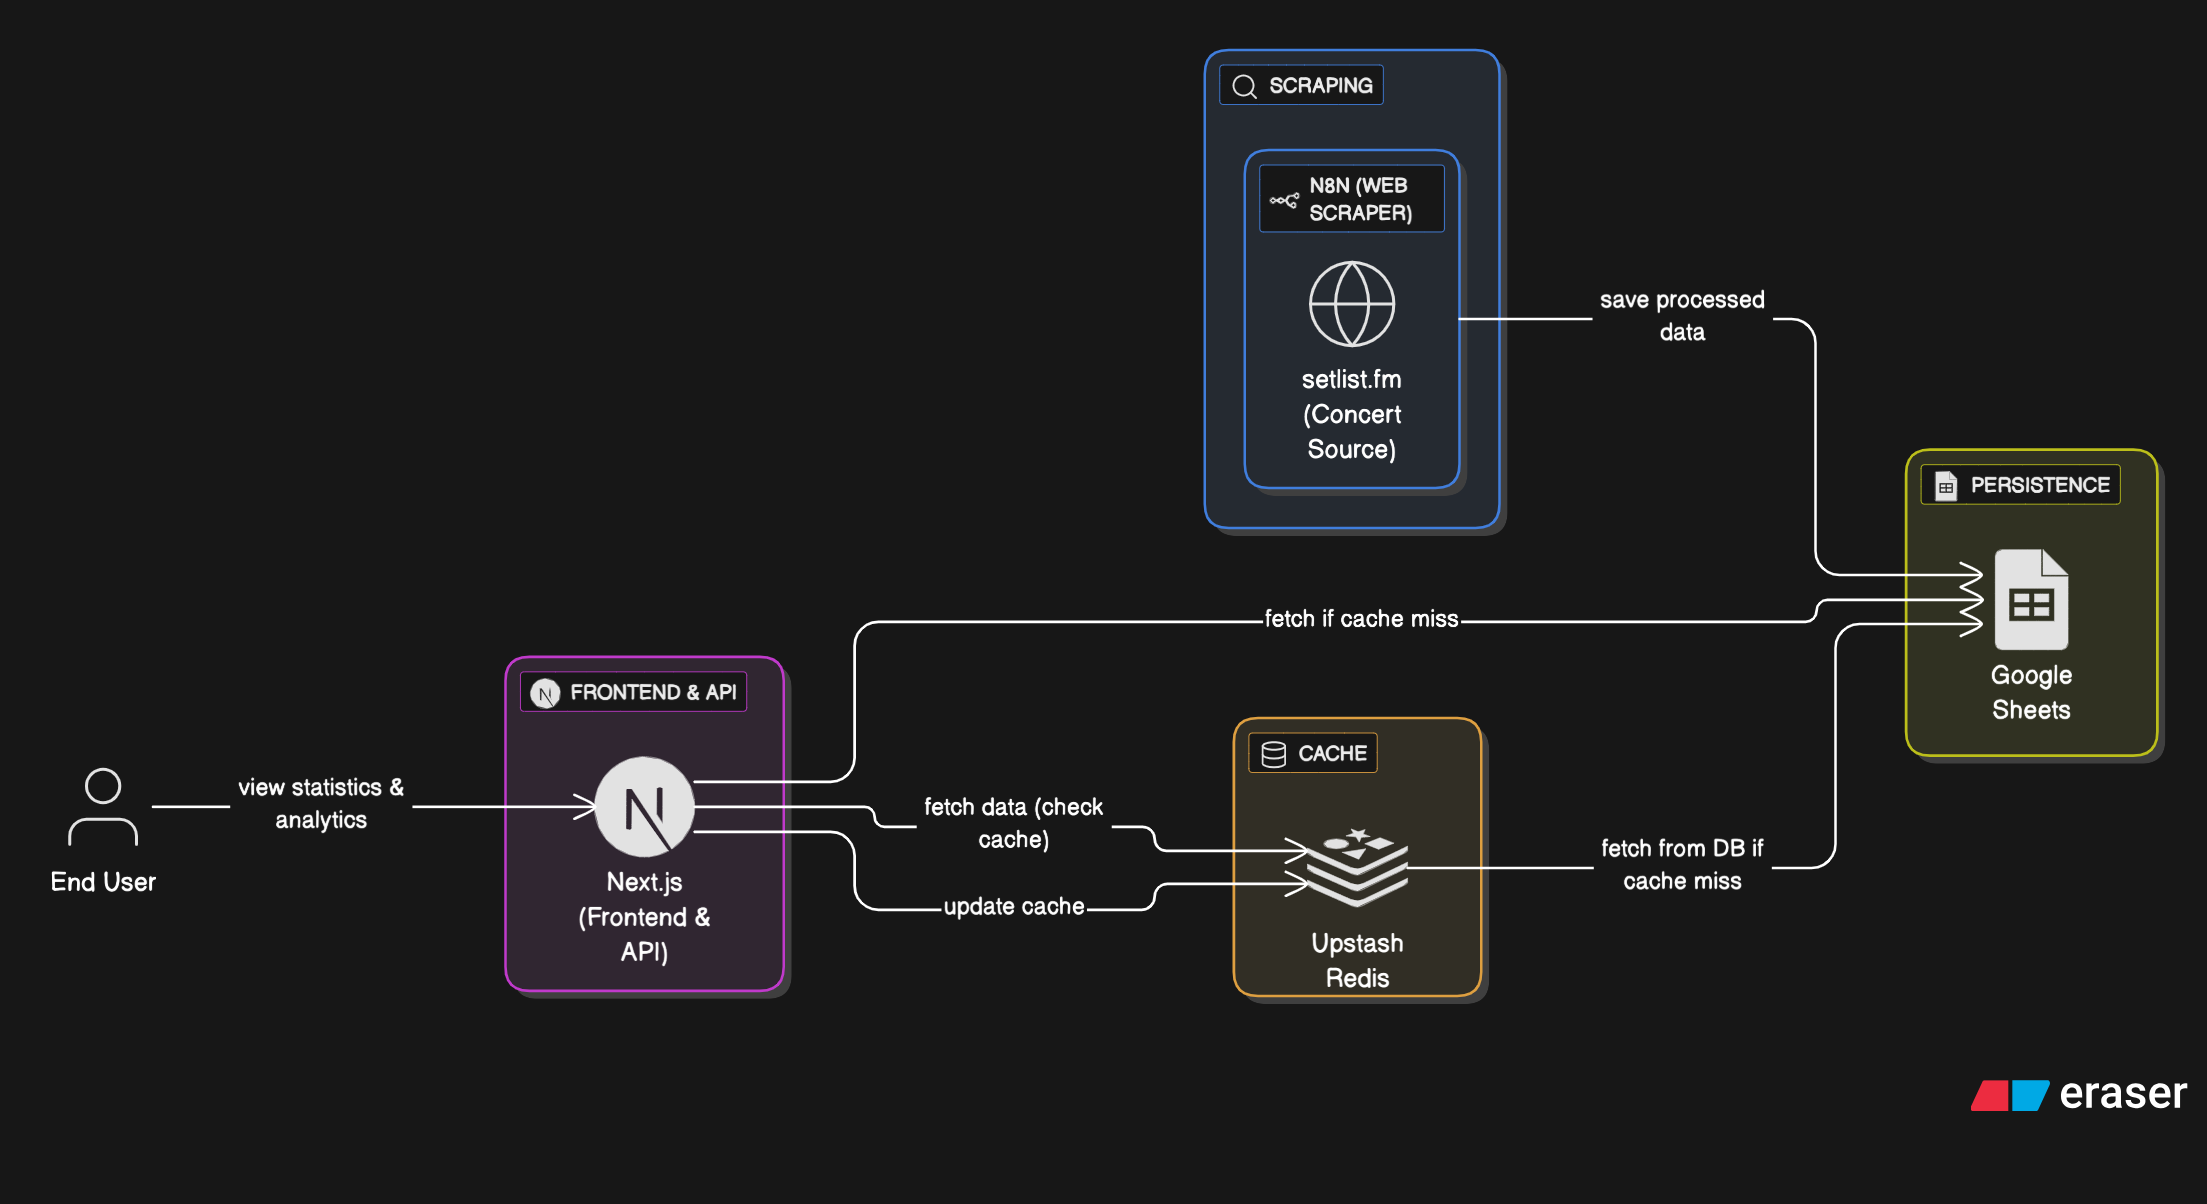 SCRAPING
N8N (WEB
SCRAPER)
setlist.fm
(Concert
Source)
save processed
data
PERSISTENCE
Google
Sheets
fetch if cache miss
FRONTEND & API
N
Next.js
(Frontend &
API)
End User
view statistics &
analytics
fetch data (check
cache)
update cache
CACHE
Upstash
Redis
fetch from DB if
cache miss
eraser